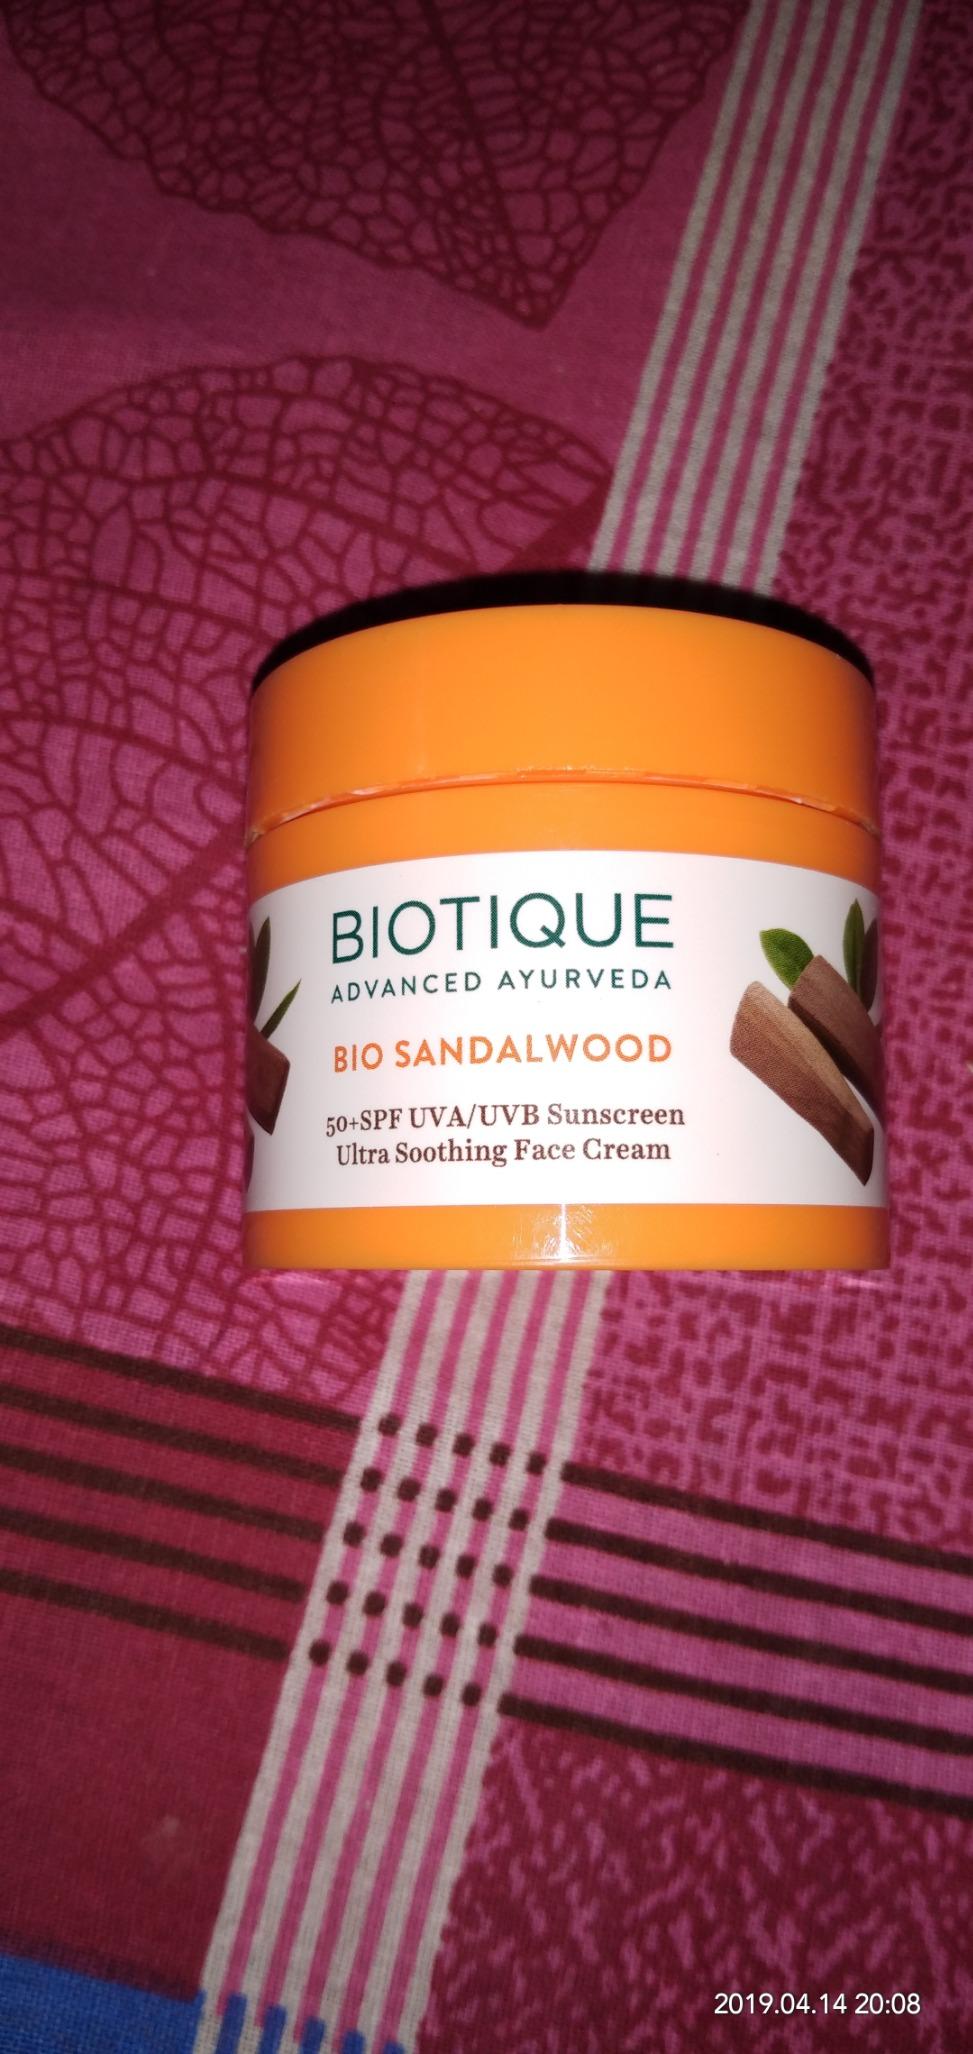 BIOTIQUE
ADVANCED AYURVEDA
BIO SANDALWOOD
50+SPF UVA/UVB Sunscreen
Ultra Soothing Face Cream
2019.04.14 20:08